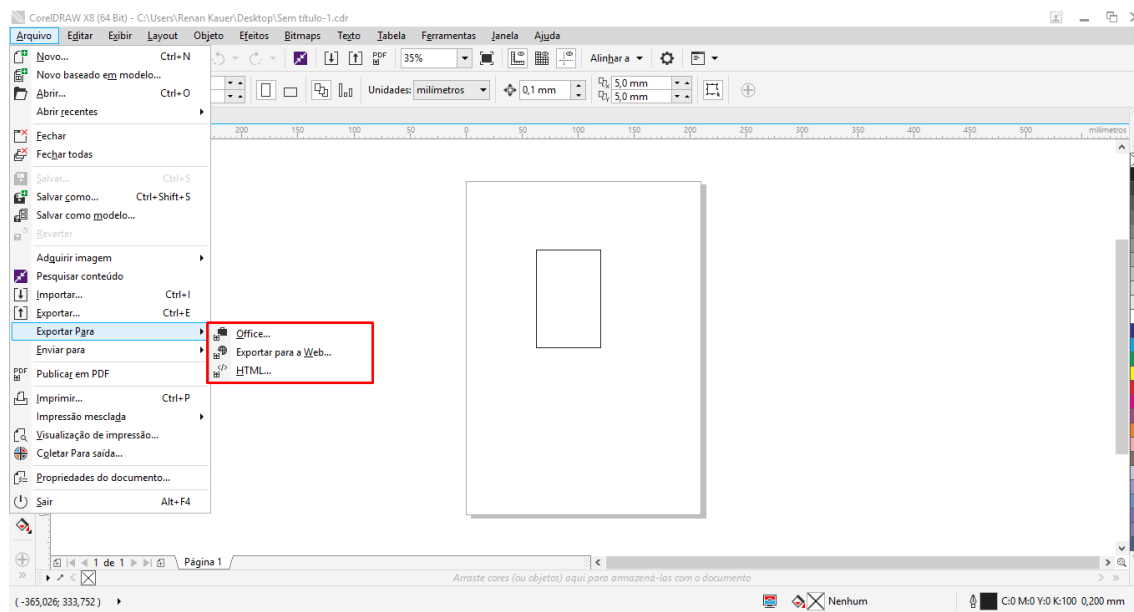 CorelDRAW X8 (64 Bit) - C:\Users\Renan Kauer\Desktop\Sem título-1.cdr
Arquivo Editar Exibir Layout Objeto Efeitos Bitmaps Texto Tabela Ferramentas Janela Ajuda
Novo... Ctrl+N
PDF 35% Alinhar a
Novo baseado em modelo...
Abrir... Ctrl+O
Unidades: milímetros 0,1 mm 5,0 mm
5,0 mm
Abrir recentes
Fechar
200 150 100 50 0 50 100 150 200 250 300 350 400 450 500 milímetros
Fechar todas
Salvar... Ctrl+S
Salvar como... Ctrl+Shift+S
Salvar como modelo...
Reverter
Adquirir imagem
Pesquisar conteúdo
Importar... Ctrl+I
Exportar... Ctrl+E
Exportar Para
Office...
Enviar para
Exportar para a Web...
PDF Publicar em PDF
HTML...
Imprimir... Ctrl+P
Impressão mesclada
Visualização de impressão...
Coletar Para saída...
Propriedades do documento...
Sair Alt+F4
1 de 1 Página 1
Arraste cores (ou objetos) aqui para armazená-las com o documento
( -365,026; 333,752 ) Nenhum C:0 M:0 Y:0 K:100 0,200 mm